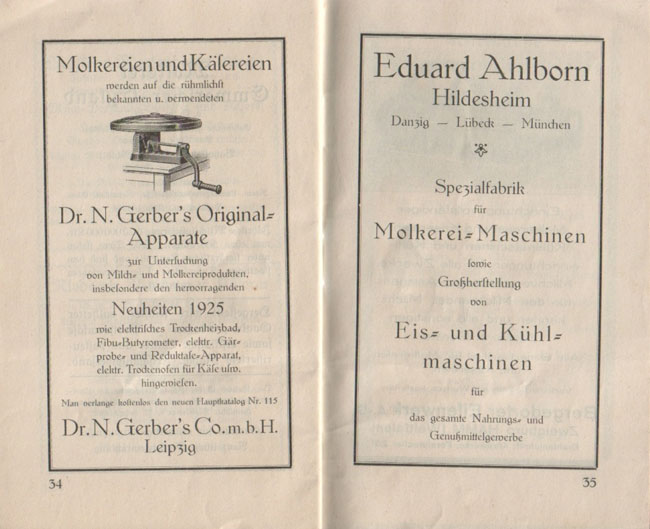 Molkereien und Käsereien
werden auf die rühmlichst
bekannten u. verwendeten
Dr. N. Gerber's Original=
Apparate
zur Untersuchung
von Milch= und Molkereiprodukten,
insbesondere den hervorragenden
Neuheiten 1925
wie elektrisches Trockenheizbad,
Fibu=Butyrometer, elektr. Gär=
probe= und Reduktase=Apparat,
elektr. Trockenofen für Käse usw.
hingewiesen.
Man verlange kostenlos den neuen Hauptkatalog Nr. 115
Dr. N. Gerber's Co. m. b. H.
Leipzig
34
Eduard Ahlborn
Hildesheim
Danzig — Lübeck — München
Spezialfabrik
für
Molkerei=Maschinen
sowie
Großherstellung
von
Eis= und Kühl=
maschinen
für
das gesamte Nahrungs= und
Genußmittelgewerbe
35